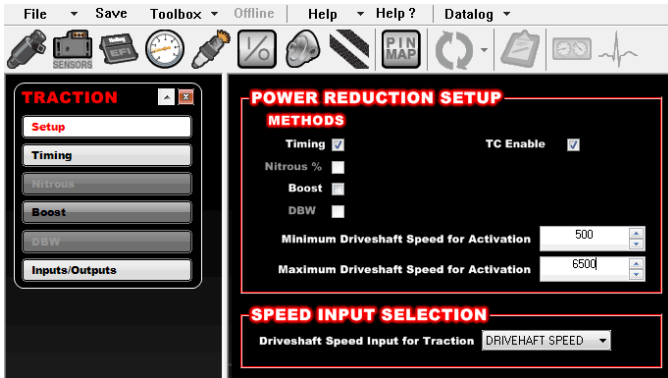 File Save Toolbox Offline Help Help ? Datalog
SENSORS EFI I/O PIN MAP
TRACTION
Setup
Timing
Nitrous
Boost
DBW
Inputs/Outputs
POWER REDUCTION SETUP
METHODS
Timing TC Enable
Nitrous %
Boost
DBW
Minimum Driveshaft Speed for Activation 500
Maximum Driveshaft Speed for Activation 6500
SPEED INPUT SELECTION
Driveshaft Speed Input for Traction DRIVEHAFT SPEED